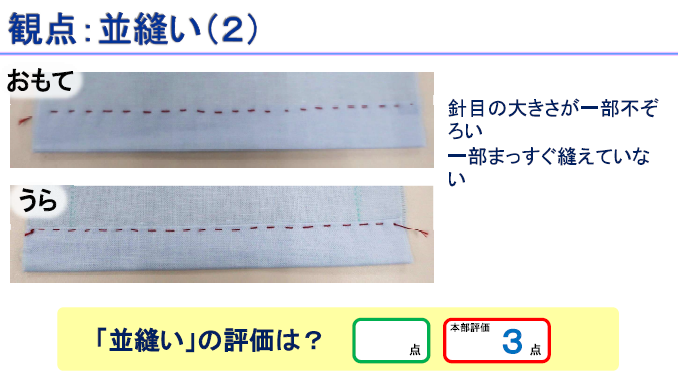 観点：並縫い（２）
おもて
針目の大きさが一部不ぞ
ろい
一部まっすぐ縫えていな
い
うら
「並縫い」の評価は？
点
本部評価
３点